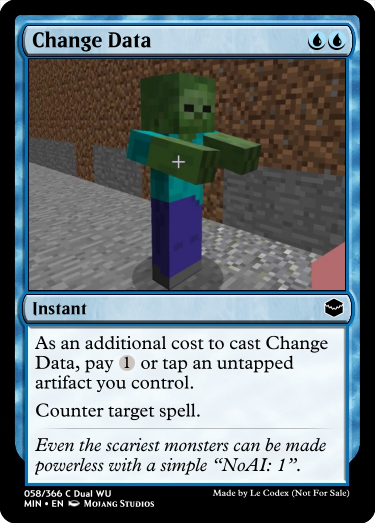 Change Data
Instant
As an additional cost to cast Change
Data, pay 1 or tap an untapped
artifact you control.
Counter target spell.
Even the scariest monsters can be made
powerless with a simple “NoAI: 1”.
058/366 C Dual WU
Made by Le Codex (Not For Sale)
MIN • EN Mojang Studios